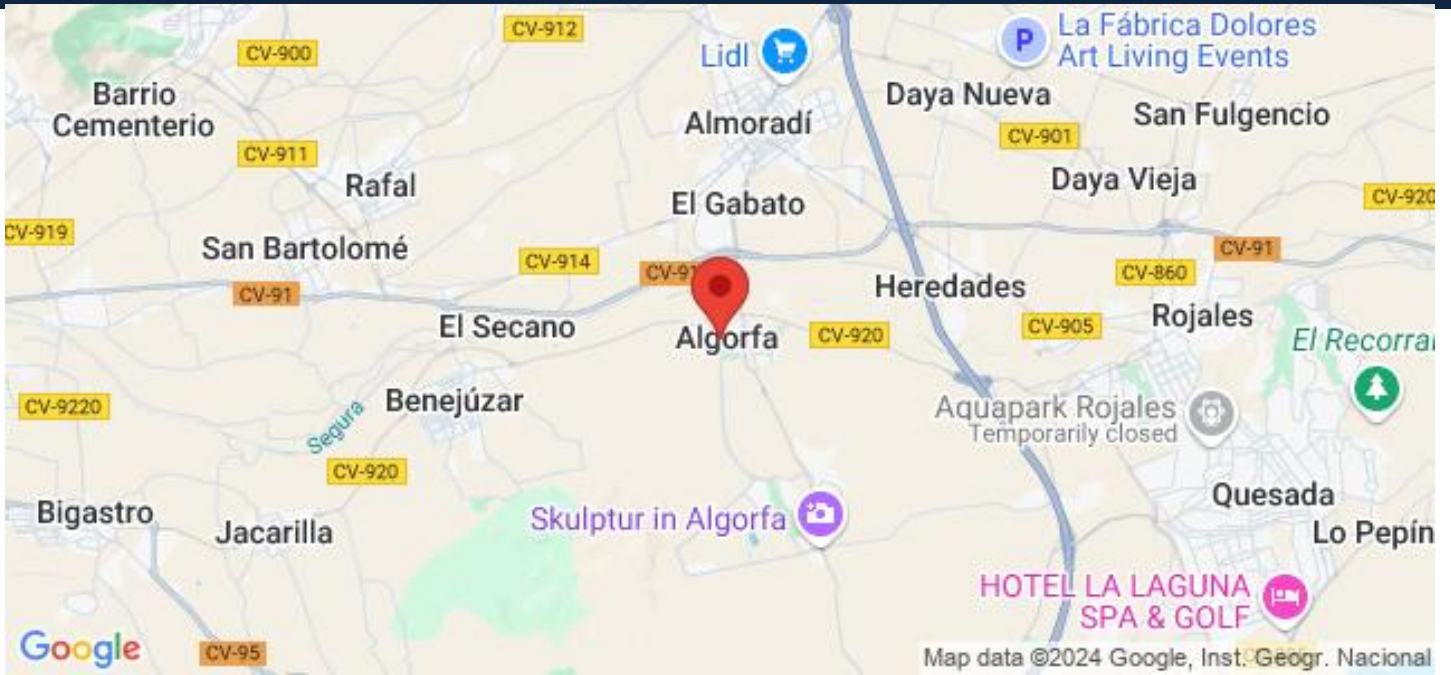 CV-912
La Fábrica Dolores
Art Living Events
P
CV-900
Lidl
Barrio
Cementerio
Daya Nueva
San Fulgencio
Almoradí
CV-901
CV-911
Rafal
Daya Vieja
CV-920
El Gabato
CV-919
San Bartolomé
CV-91
CV-914
CV-91
CV-860
Heredades
CV-91
El Secano
Algorfa
CV-920
CV-905
Rojales
El Recorral
CV-9220
Benejúzar
Segura
Aquapark Rojales
Temporarily closed
CV-920
Bigastro
Jacarilla
Skulptur in Algorfa
Quesada
Lo Pepín
HOTEL LA LAGUNA
SPA & GOLF
Google
CV-95
Map data ©2024 Google, Inst. Geogr. Nacional